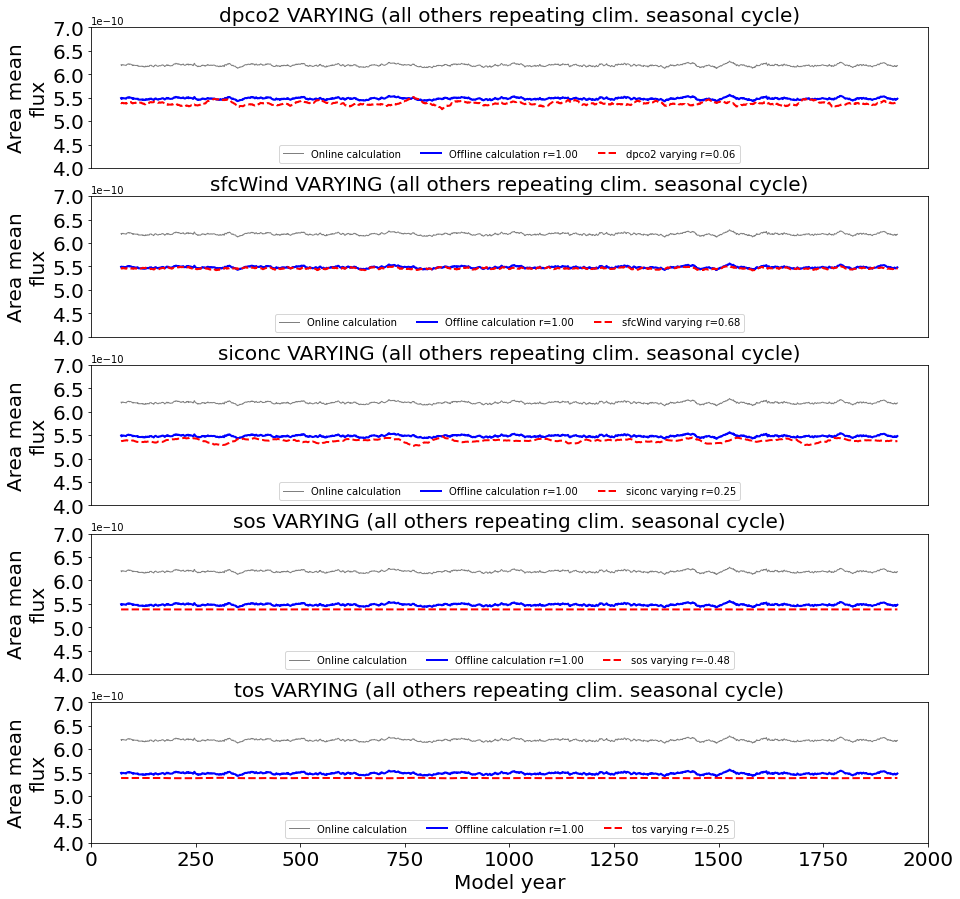 dpco2 VARYING (all others repeating clim. seasonal cycle)
1e−10
7.0
6.5
6.0
5.5
5.0
4.5
4.0
Area mean
flux
Online calculation
Offline calculation r=1.00
dpco2 varying r=0.06
sfcWind VARYING (all others repeating clim. seasonal cycle)
1e−10
7.0
6.5
6.0
5.5
5.0
4.5
4.0
Area mean
flux
Online calculation
Offline calculation r=1.00
sfcWind varying r=0.68
siconc VARYING (all others repeating clim. seasonal cycle)
1e−10
7.0
6.5
6.0
5.5
5.0
4.5
4.0
Area mean
flux
Online calculation
Offline calculation r=1.00
siconc varying r=0.25
sos VARYING (all others repeating clim. seasonal cycle)
1e−10
7.0
6.5
6.0
5.5
5.0
4.5
4.0
Area mean
flux
Online calculation
Offline calculation r=1.00
sos varying r=-0.48
tos VARYING (all others repeating clim. seasonal cycle)
1e−10
7.0
6.5
6.0
5.5
5.0
4.5
4.0
Area mean
flux
Online calculation
Offline calculation r=1.00
tos varying r=-0.25
0 250 500 750 1000 1250 1500 1750 2000
Model year